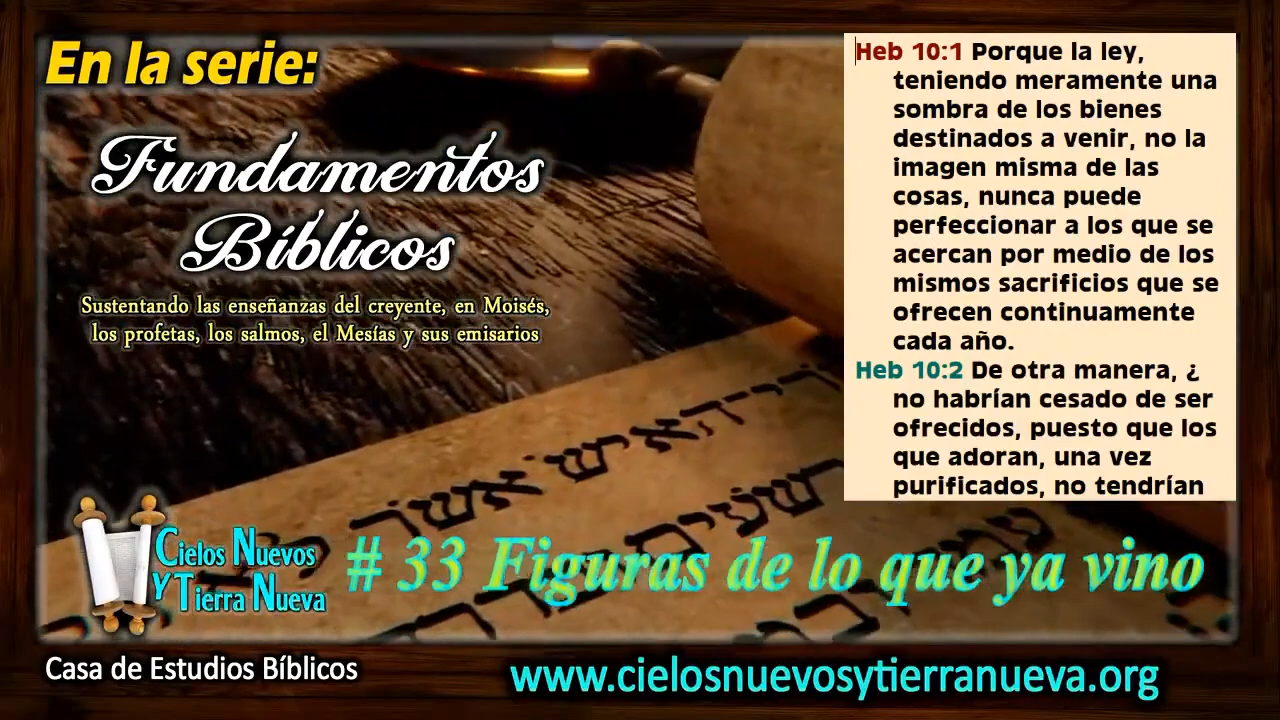 En la serie:
Fundamentos
Bíblicos
Sustentando las enseñanzas del creyente, en Moisés,
los profetas, los salmos, el Mesías y sus emisarios
Heb 10:1 Porque la ley,
teniendo meramente una
sombra de los bienes
destinados a venir, no la
imagen misma de las
cosas, nunca puede
perfeccionar a los que se
acercan por medio de los
mismos sacrificios que se
ofrecen continuamente
cada año.
Heb 10:2 De otra manera, ¿
no habrían cesado de ser
ofrecidos, puesto que los
que adoran, una vez
purificados, no tendrían
האיש אשר
Cielos Nuevos
Y Tierra Nueva
# 33 Figuras de lo que ya vino
Casa de Estudios Bíblicos
www.cielosnuevosytierranueva.org